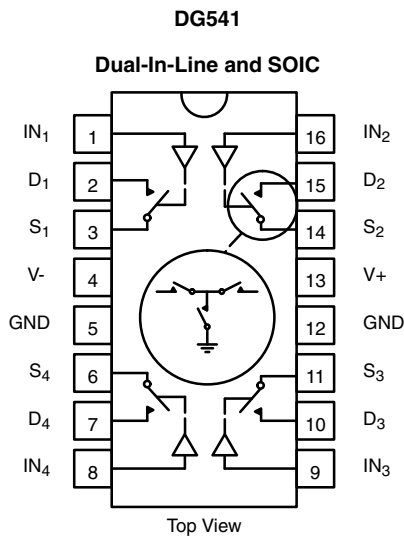 DG541
Dual-In-Line and SOIC
IN1 1 16 IN2
D1 2 15 D2
S1 3 14 S2
V- 4 13 V+
GND 5 12 GND
S4 6 11 S3
D4 7 10 D3
IN4 8 9 IN3
Top View